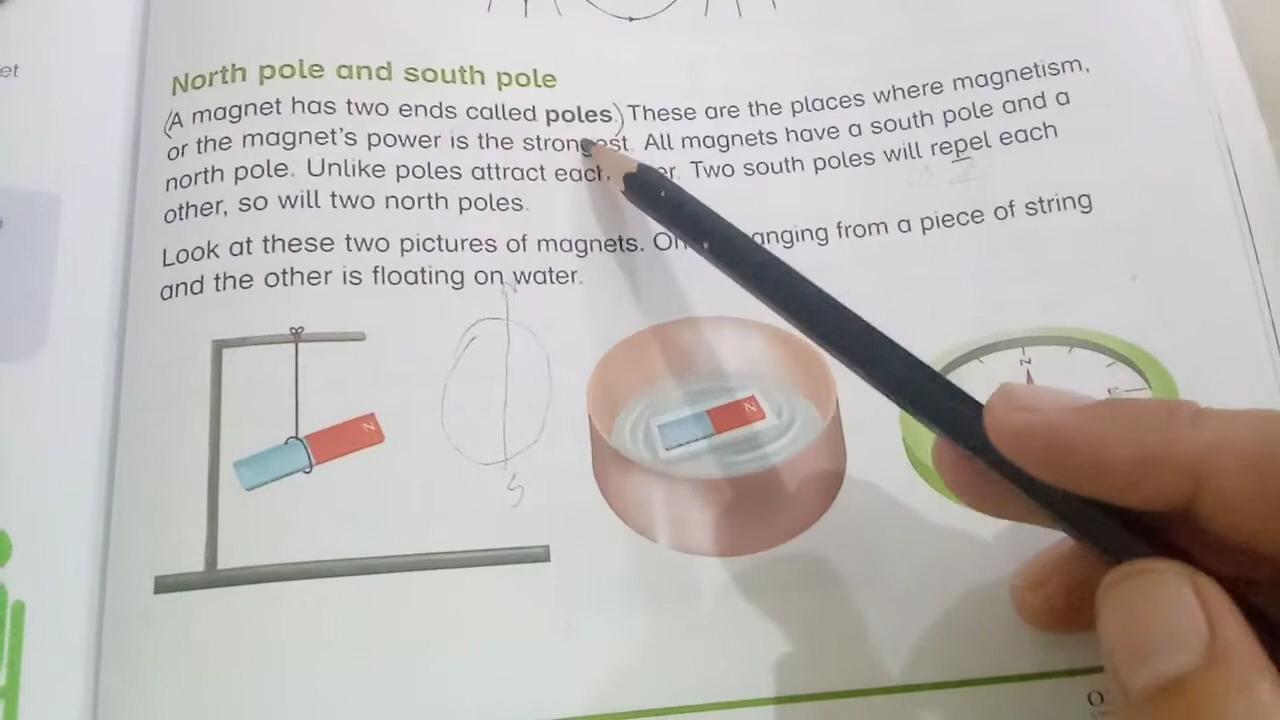 et
North pole and south pole
(A magnet has two ends called poles.) These are the places where magnetism,
or the magnet's power is the strongest. All magnets have a south pole and a
north pole. Unlike poles attract each. Two south poles will repel each
other, so will two north poles.
Look at these two pictures of magnets. hanging from a piece of string
and the other is floating on water.
N
S
N
N
N
E